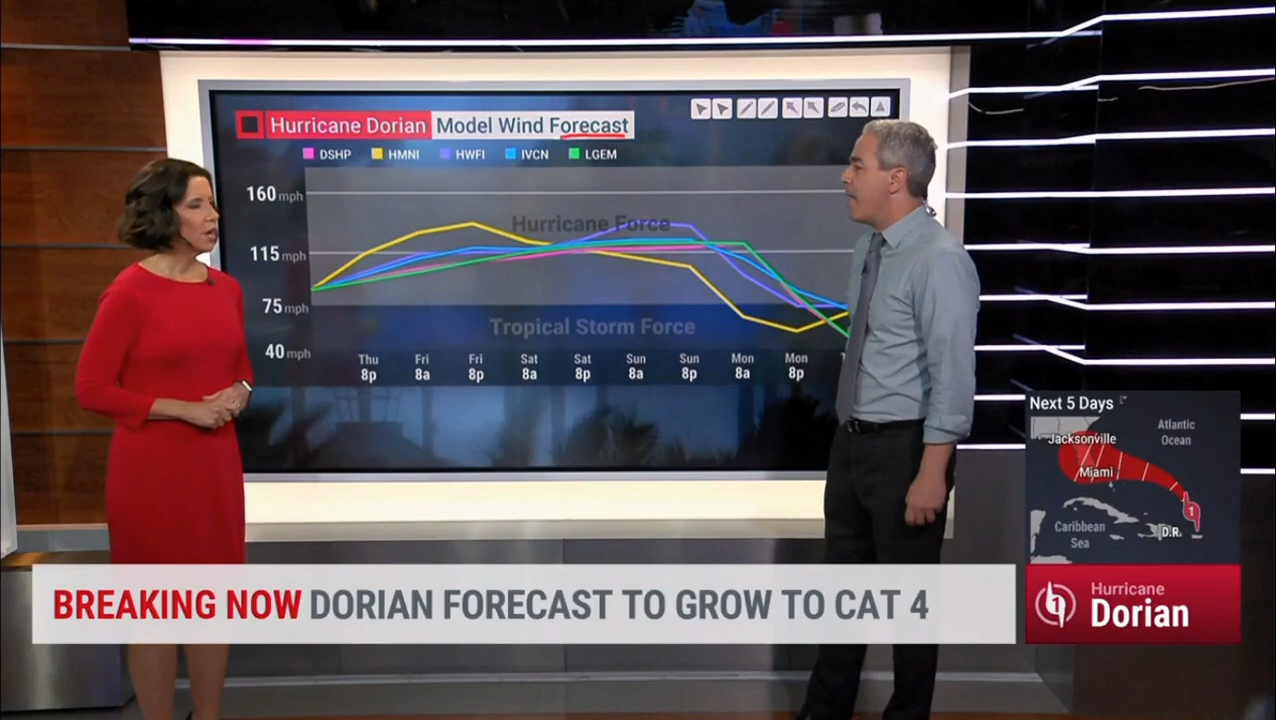 Hurricane Dorian Model Wind Forecast
DSHP HMNI HWFI IVCN LGEM
160 mph
Hurricane Force
115 mph
75 mph
Tropical Storm Force
40 mph
Thu Fri Fri Sat Sat Sun Sun Mon Mon
8p 8a 8p 8a 8p 8a 8p 8a 8p
Next 5 Days
Jacksonville
Atlantic
Ocean
Miami
1
Caribbean
Sea
D.R.
BREAKING NOW DORIAN FORECAST TO GROW TO CAT 4
Hurricane
Dorian